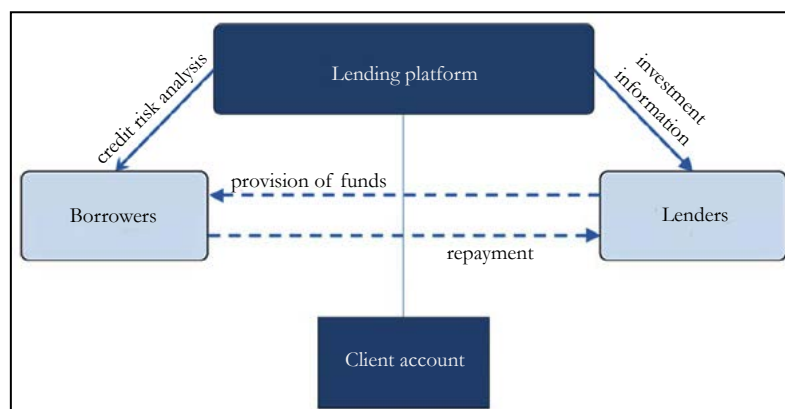 Lending platform
credit risk analysis
investment
information
provision of funds
Borrowers
Lenders
repayment
Client account